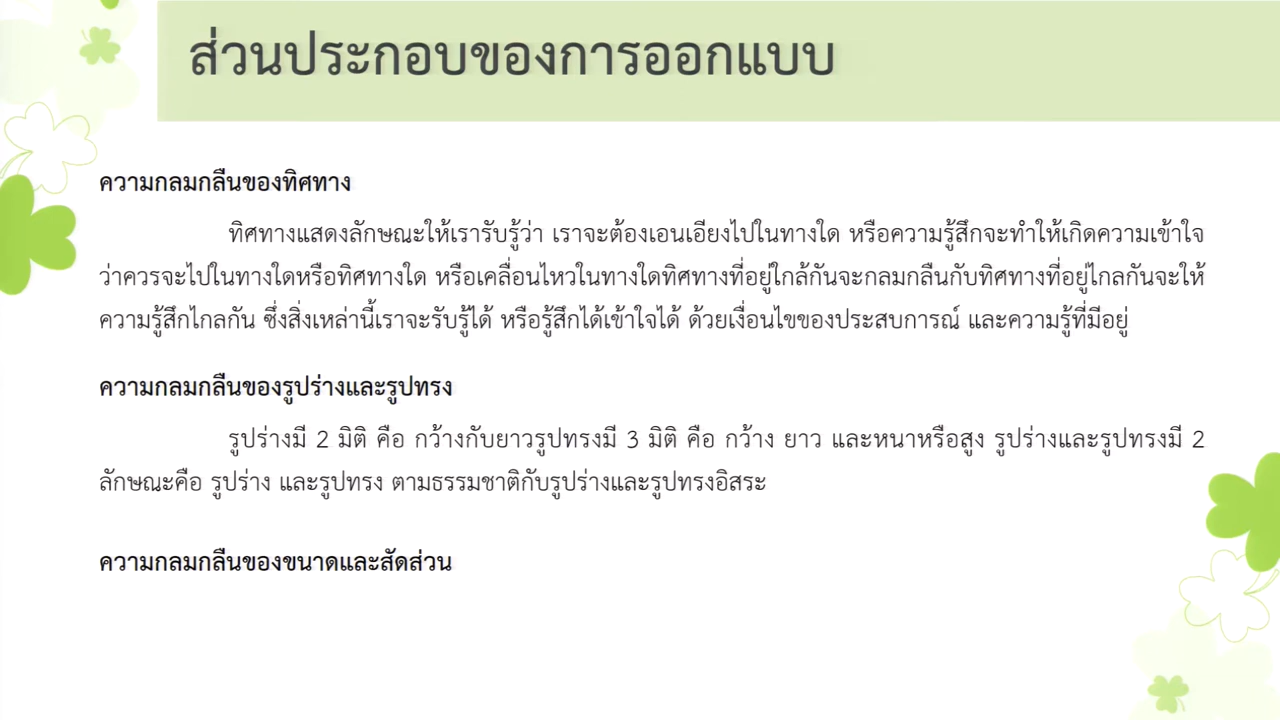 ส่วนประกอบของการออกแบบ
ความกลมกลืนของทิศทาง
ทิศทางแสดงลักษณะให้เรารับรู้ว่า เราจะต้องเอนเอียงไปในทางใด หรือความรู้สึกจะทำให้เกิดความเข้าใจ
ว่าควรจะไปในทางใดหรือทิศทางใด หรือเคลื่อนไหวในทางใดทิศทางที่อยู่ใกล้กันจะกลมกลืนกับทิศทางที่อยู่ไกลกันจะให้
ความรู้สึกไกลกัน ซึ่งสิ่งเหล่านี้เราจะรับรู้ได้ หรือรู้สึกได้เข้าใจได้ ด้วยเงื่อนไขของประสบการณ์ และความรู้ที่มีอยู่
ความกลมกลืนของรูปร่างและรูปทรง
รูปร่างมี 2 มิติ คือ กว้างกับยาวรูปทรงมี 3 มิติ คือ กว้าง ยาว และหนาหรือสูง รูปร่างและรูปทรงมี 2
ลักษณะคือ รูปร่าง และรูปทรง ตามธรรมชาติกับรูปร่างและรูปทรงอิสระ
ความกลมกลืนของขนาดและสัดส่วน